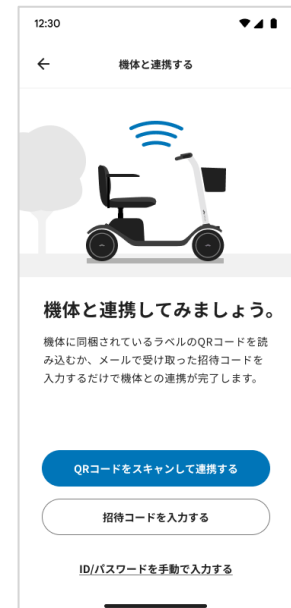 12:30
機体と連携する
機体と連携してみましょう。
機体に同梱されているラベルのQRコードを読
み込むか、メールで受け取った招待コードを
入力するだけで機体との連携が完了します。
QRコードをスキャンして連携する
招待コードを入力する
ID/パスワードを手動で入力する